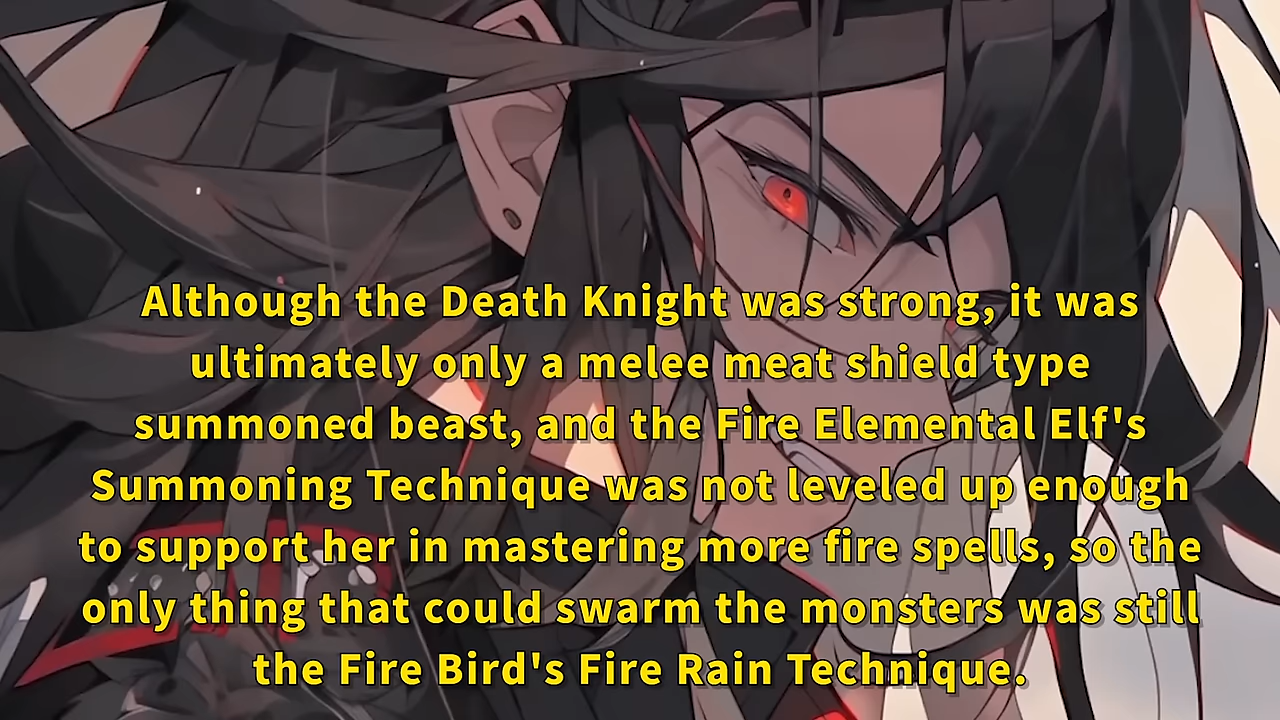 Although the Death Knight was strong, it was
ultimately only a melee meat shield type
summoned beast, and the Fire Elemental Elf's
Summoning Technique was not leveled up enough
to support her in mastering more fire spells, so the
only thing that could swarm the monsters was still
the Fire Bird's Fire Rain Technique.